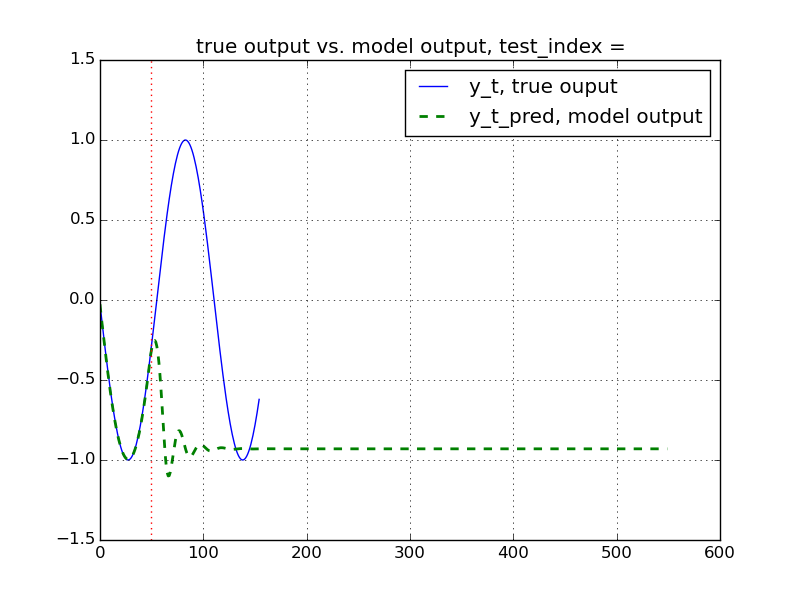 true output vs. model output, test_index =
y_t, true ouput
y_t_pred, model output
1.5
1.0
0.5
0.0
−0.5
−1.0
−1.5
0 100 200 300 400 500 600